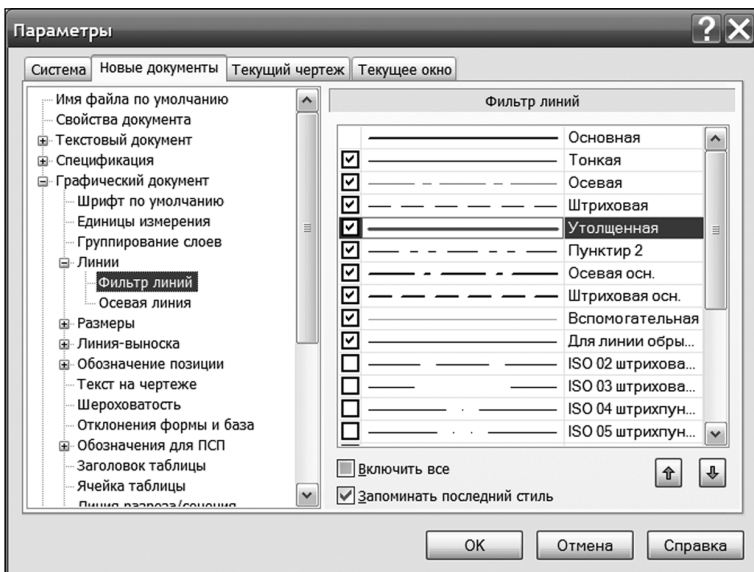 Параметры
Система
Новые документы
Текущий чертеж
Текущее окно
Имя файла по умолчанию
Свойства документа
Текстовый документ
Спецификация
Графический документ
Шрифт по умолчанию
Единицы измерения
Группирование слоев
Линии
Фильтр линий
Осевая линия
Размеры
Линия-выноска
Обозначение позиции
Текст на чертеже
Шероховатость
Отклонения формы и база
Обозначения для ПСП
Заголовок таблицы
Ячейка таблицы
Линия разреза/сечения
Фильтр линий
Основная
Тонкая
Осевая
Штриховая
Утолщенная
Пунктир 2
Осевая осн.
Штриховая осн.
Вспомогательная
Для линии обры...
ISO 02 штрихова...
ISO 03 штрихова...
ISO 04 штрихпун...
ISO 05 штрихпун...
Включить все
Запоминать последний стиль
OK
Отмена
Справка